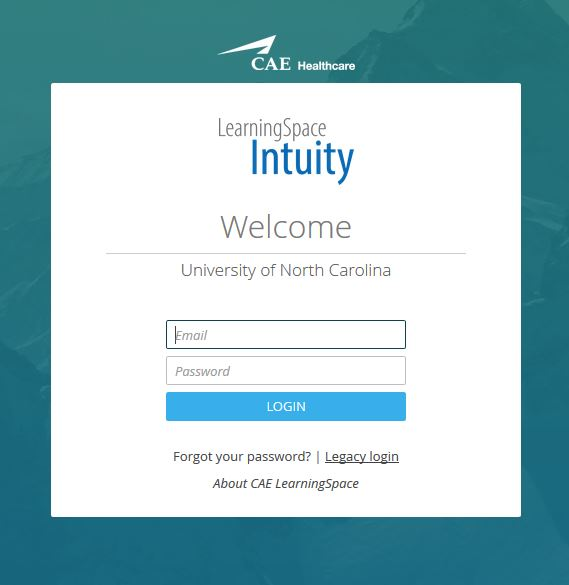 CAE Healthcare
LearningSpace
Intuity
Welcome
University of North Carolina
Email
Password
LOGIN
Forgot your password? | Legacy login
About CAE LearningSpace